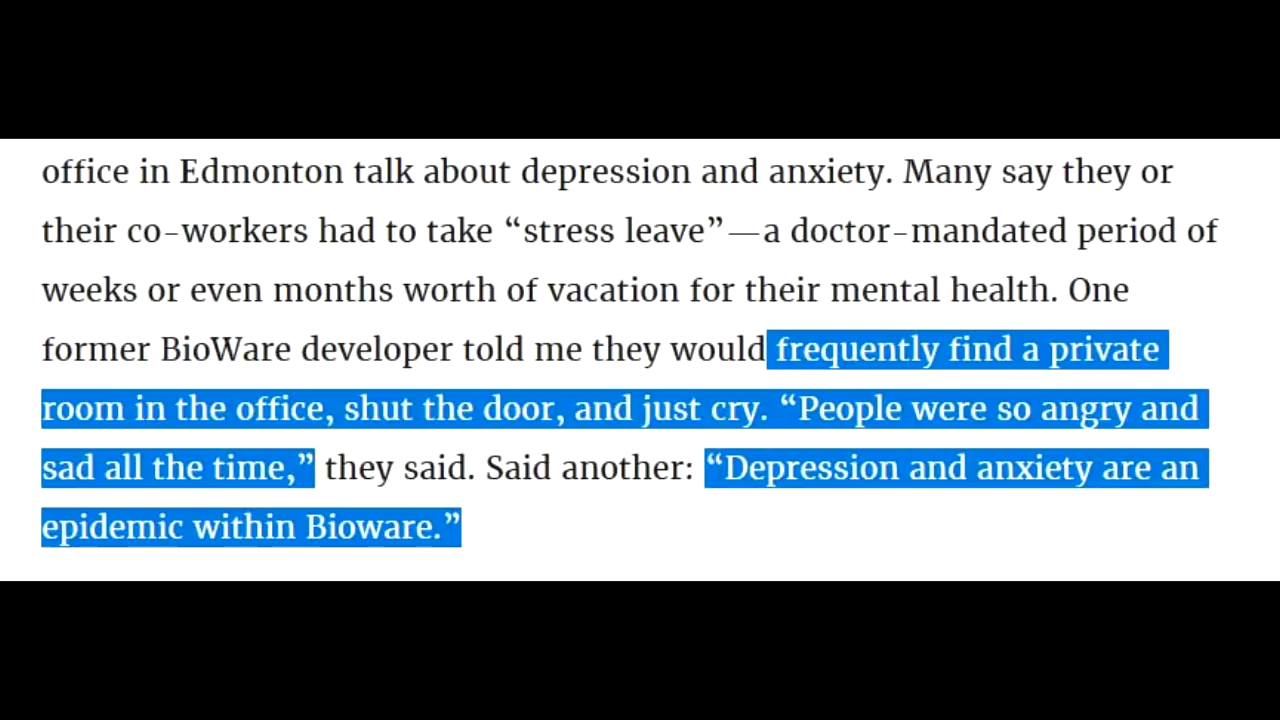 office in Edmonton talk about depression and anxiety. Many say they or
their co-workers had to take “stress leave”—a doctor-mandated period of
weeks or even months worth of vacation for their mental health. One
former BioWare developer told me they would frequently find a private
room in the office, shut the door, and just cry. “People were so angry and
sad all the time,” they said. Said another: “Depression and anxiety are an
epidemic within Bioware.”